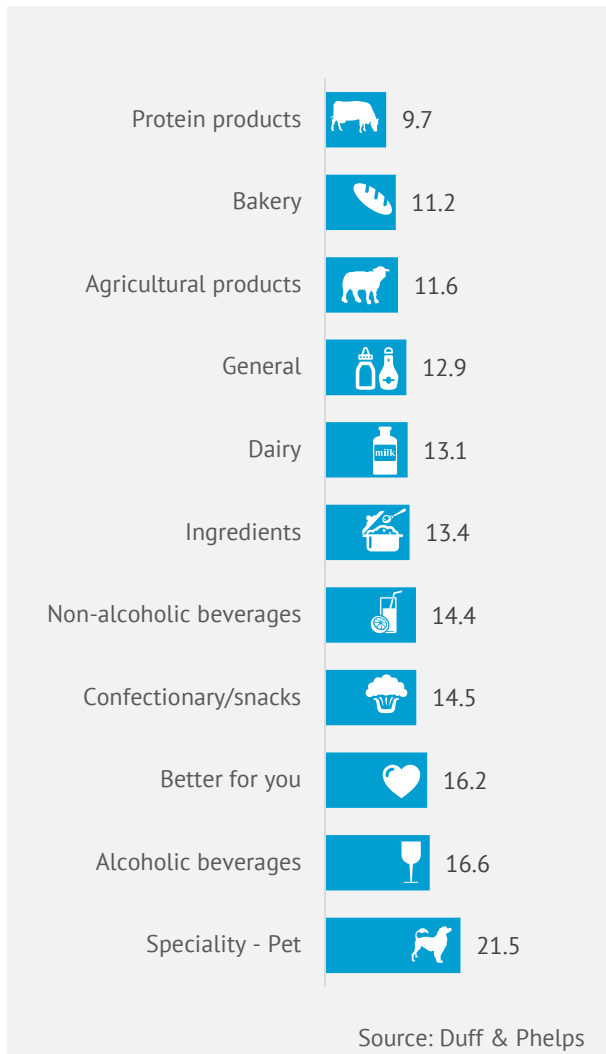 Protein products 9.7
Bakery 11.2
Agricultural products 11.6
General 12.9
Dairy milk 13.1
Ingredients 13.4
Non-alcoholic beverages 14.4
Confectionary/snacks 14.5
Better for you 16.2
Alcoholic beverages 16.6
Speciality - Pet 21.5
Source: Duff & Phelps